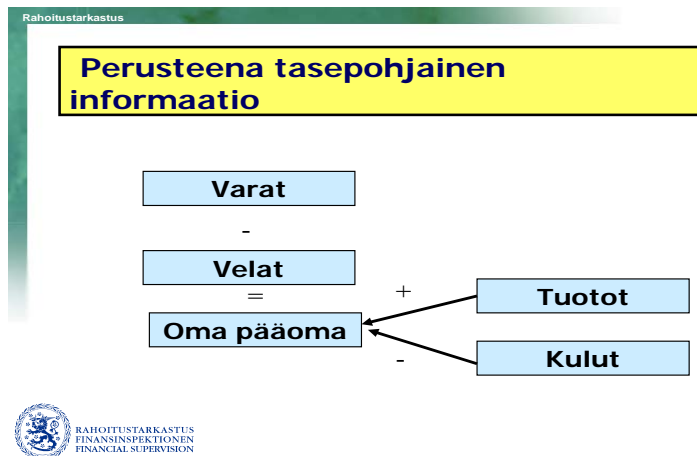 Rahoitustarkastus
Perusteena tasepohjainen
informaatio
Varat
-
Velat
=
+
Tuotot
Oma pääoma
-
Kulut
RAHOITUSTARKASTUS
FINANSINSPEKTIONEN
FINANCIAL SUPERVISION